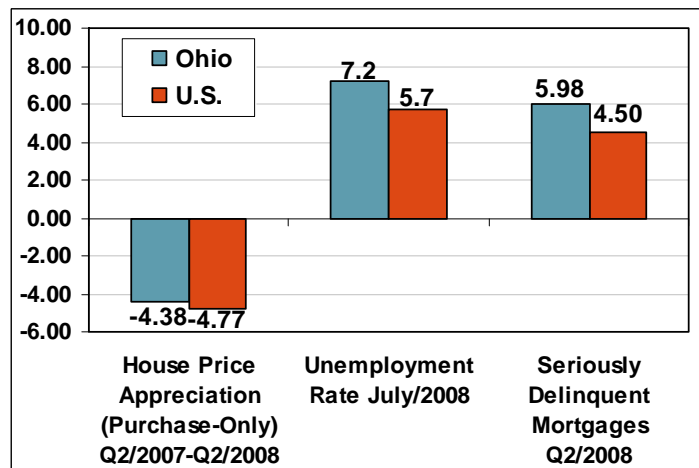 10.00
8.00
6.00
4.00
2.00
0.00
-2.00
-4.00
-6.00
Ohio
U.S.
7.2
5.7
5.98
4.50
-4.38
-4.77
House Price
Appreciation
(Purchase-Only)
Q2/2007-Q2/2008
Unemployment
Rate July/2008
Seriously
Delinquent
Mortgages
Q2/2008